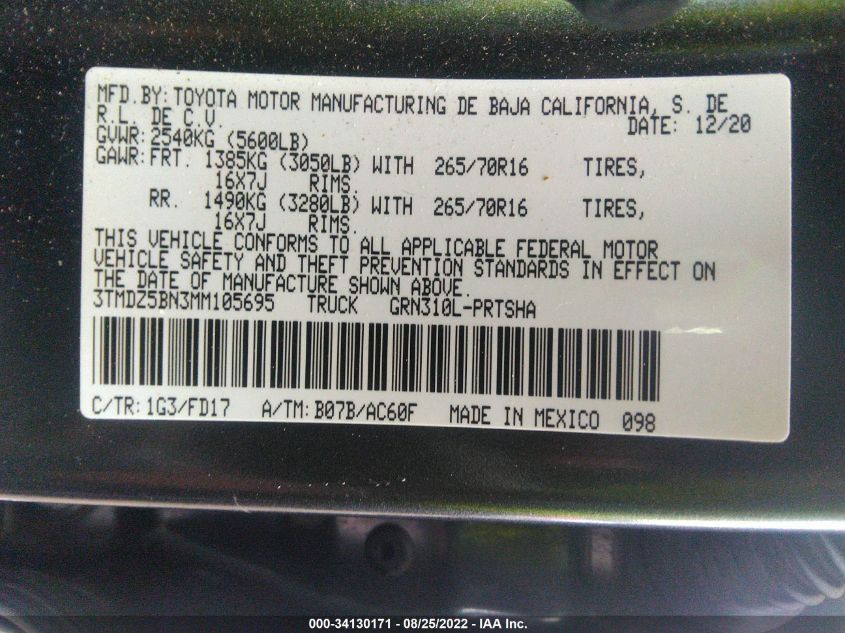 MFD.BY:TOYOTA MOTOR MANUFACTURING DE BAJA CALIFORNIA, S. DE
R.L. DE C.V. DATE: 12/20
GVWR:2540KG (5600LB)
GAWR:FRT. 1385KG (3050LB) WITH 265/70R16 TIRES,
16X7J RIMS.
RR. 1490KG (3280LB) WITH 265/70R16 TIRES,
16X7J RIMS.
THIS VEHICLE CONFORMS TO ALL APPLICABLE FEDERAL MOTOR
VEHICLE SAFETY AND THEFT PREVENTION STANDARDS IN EFFECT ON
THE DATE OF MANUFACTURE SHOWN ABOVE.
3TMDZ5BN3MM105695 TRUCK GRN310L-PRTSHA
C/TR:1G3/FD17 A/TM:B07B/AC60F MADE IN MEXICO 098
000-34130171 - 08/25/2022 - IAA Inc.